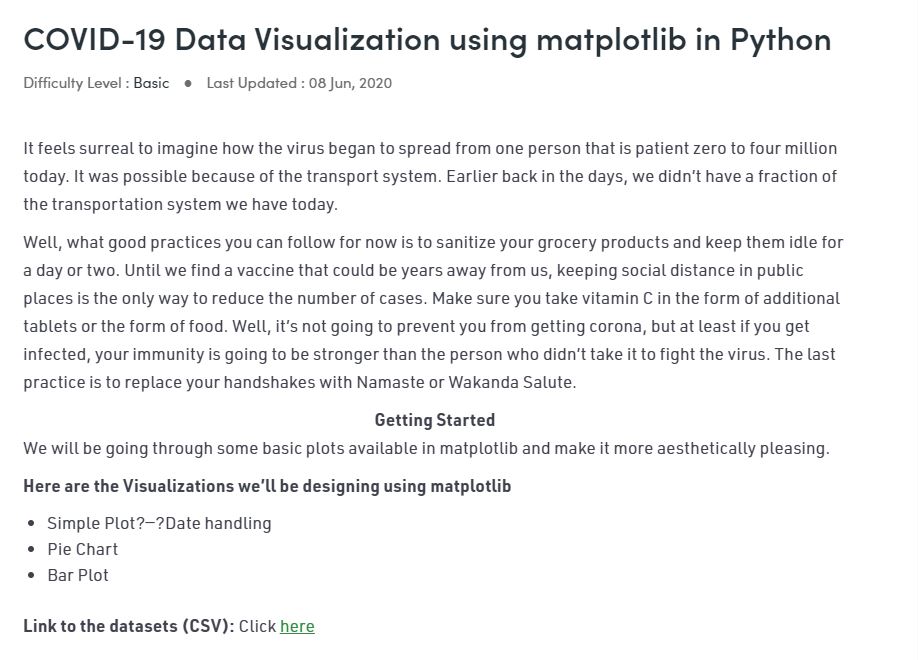 COVID-19 Data Visualization using matplotlib in Python
Difficulty Level : Basic ● Last Updated : 08 Jun, 2020
It feels surreal to imagine how the virus began to spread from one person that is patient zero to four million
today. It was possible because of the transport system. Earlier back in the days, we didn’t have a fraction of
the transportation system we have today.
Well, what good practices you can follow for now is to sanitize your grocery products and keep them idle for
a day or two. Until we find a vaccine that could be years away from us, keeping social distance in public
places is the only way to reduce the number of cases. Make sure you take vitamin C in the form of additional
tablets or the form of food. Well, it’s not going to prevent you from getting corona, but at least if you get
infected, your immunity is going to be stronger than the person who didn’t take it to fight the virus. The last
practice is to replace your handshakes with Namaste or Wakanda Salute.
Getting Started
We will be going through some basic plots available in matplotlib and make it more aesthetically pleasing.
Here are the Visualizations we’ll be designing using matplotlib
• Simple Plot?—?Date handling
• Pie Chart
• Bar Plot
Link to the datasets (CSV): Click here